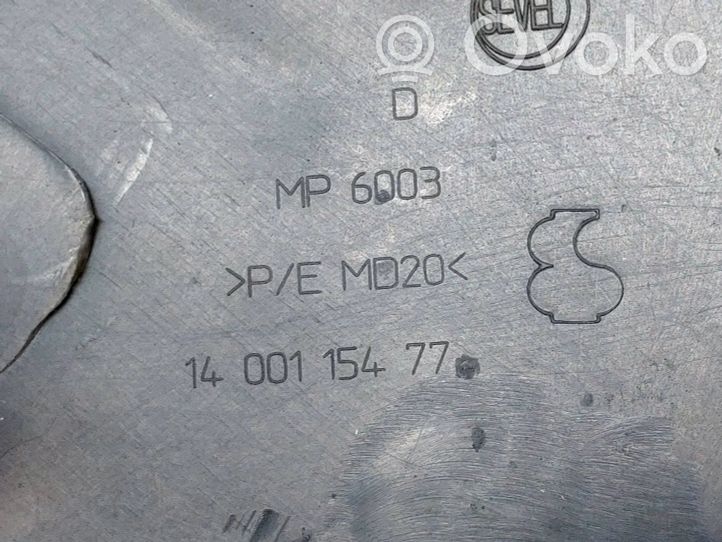 SEVEL
Ovoko
D
MP 6003
>P/E MD20<
14 001 154 77